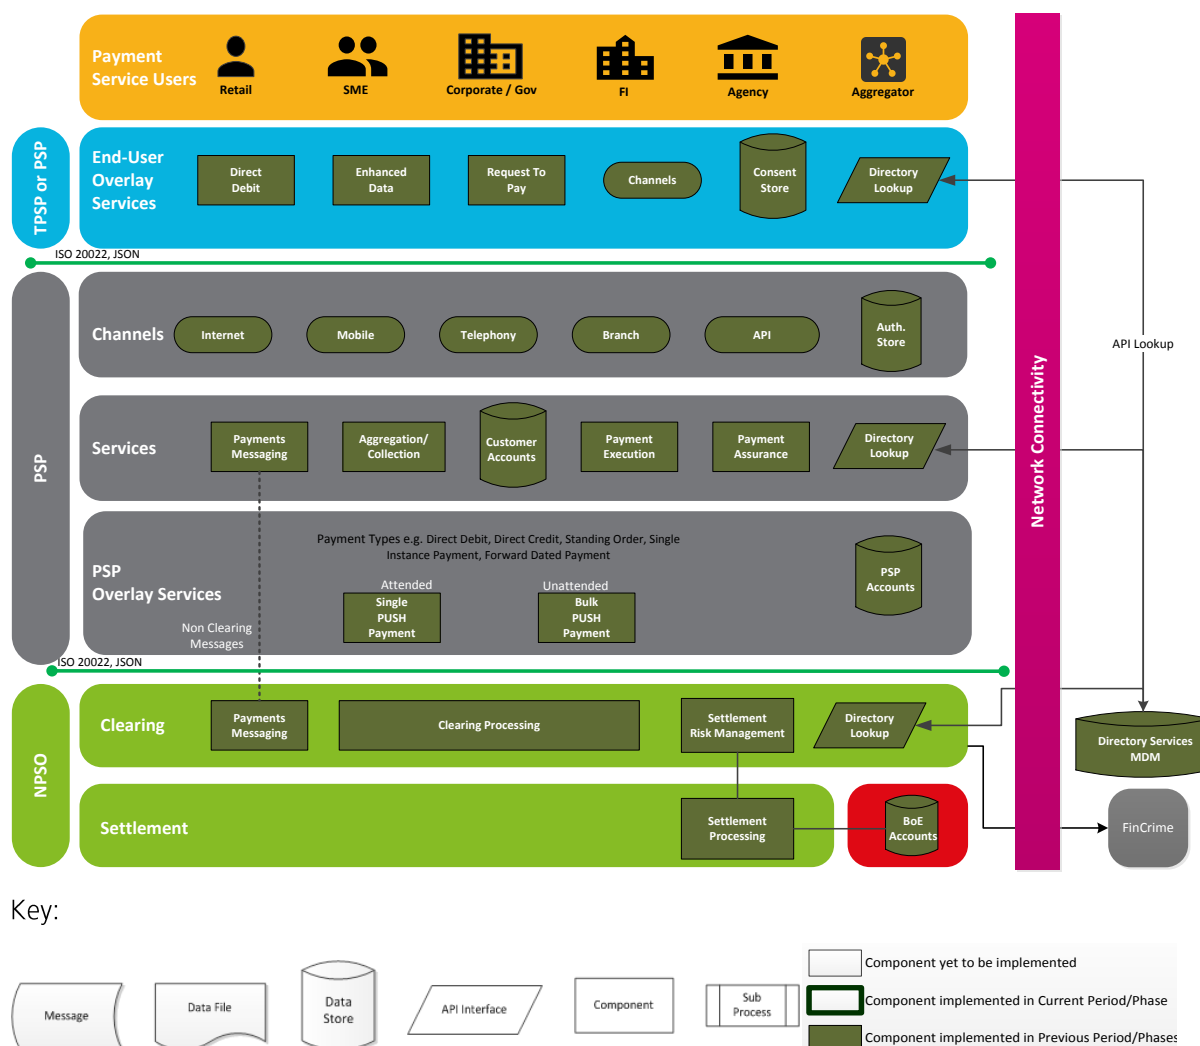 Payment
Service Users
Retail
SME
Corporate / Gov
FI
Agency
Aggregator
TPSP or PSP
End-User
Overlay
Services
Direct
Debit
Enhanced
Data
Request To
Pay
Channels
Consent
Store
Directory
Lookup
ISO 20022, JSON
PSP
Channels
Internet
Mobile
Telephony
Branch
API
Auth.
Store
API Lookup
Network Connectivity
Services
Payments
Messaging
Aggregation/
Collection
Customer
Accounts
Payment
Execution
Payment
Assurance
Directory
Lookup
PSP
Overlay Services
Payment Types e.g. Direct Debit, Direct Credit, Standing Order, Single
Instance Payment, Forward Dated Payment
Attended
Single
PUSH
Payment
Unattended
Bulk
PUSH
Payment
PSP
Accounts
Non Clearing
Messages
ISO 20022, JSON
NPSO
Clearing
Payments
Messaging
Clearing Processing
Settlement
Risk Management
Directory
Lookup
Directory Services
MDM
Settlement
Settlement
Processing
BoE
Accounts
FinCrime
Key:
Message
Data File
Data
Store
API Interface
Component
Sub
Process
Component yet to be implemented
Component implemented in Current Period/Phase
Component implemented in Previous Period/Phases